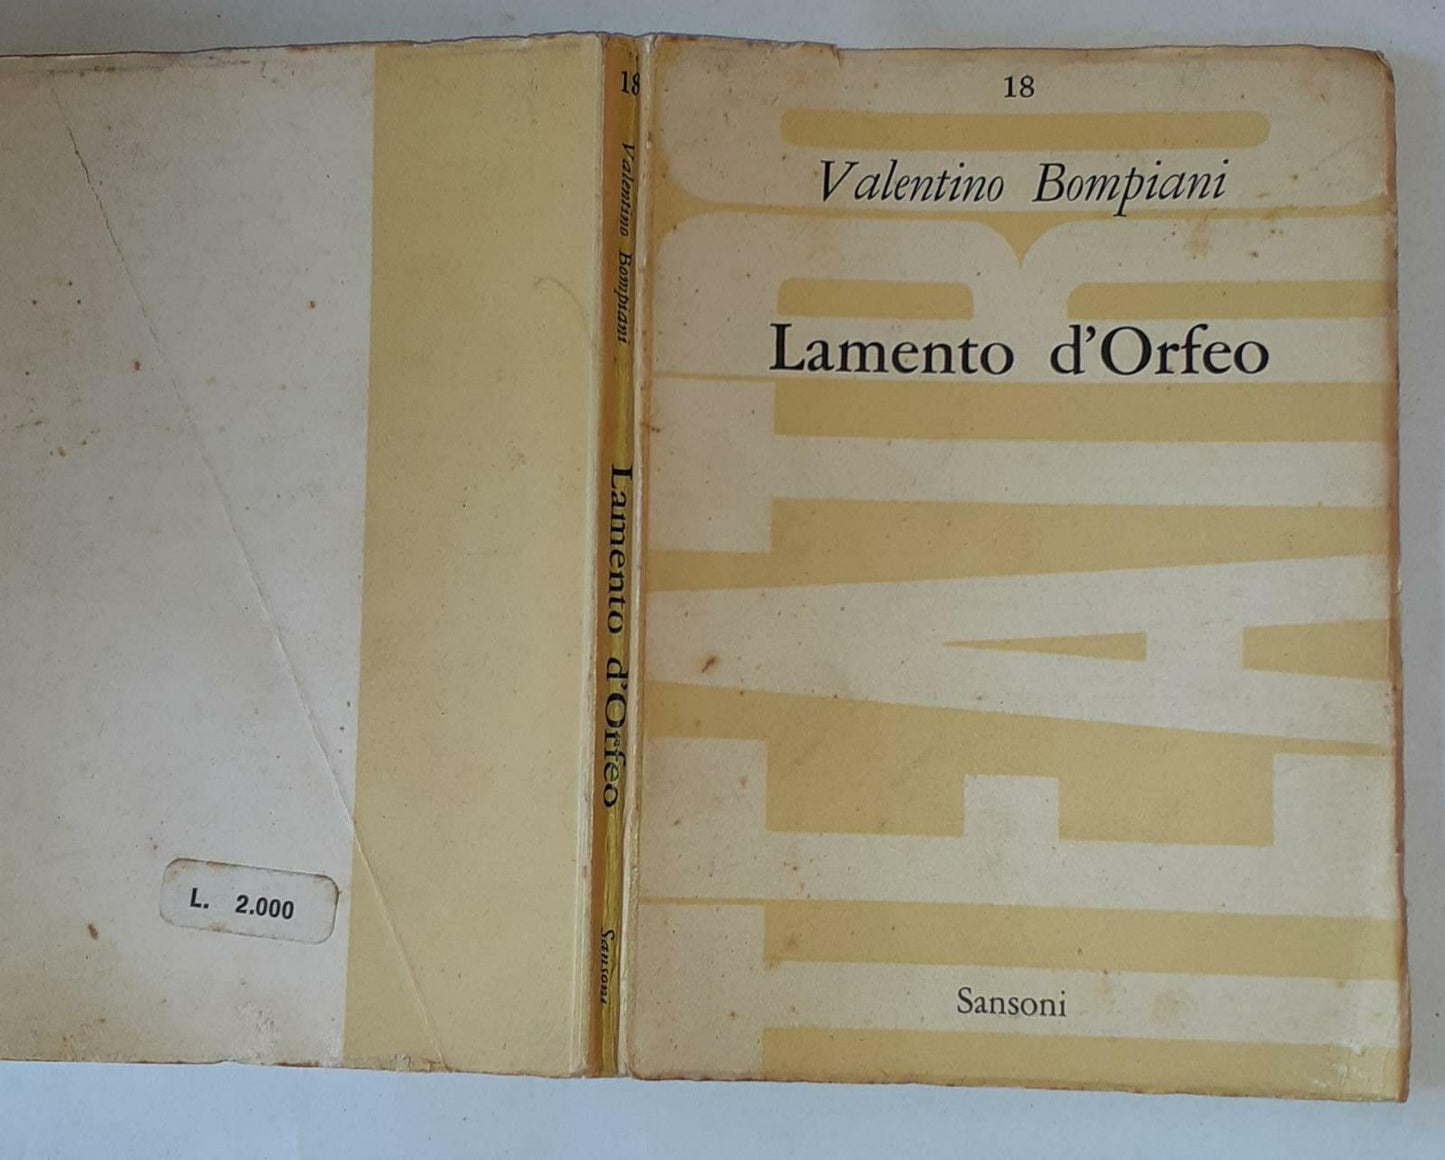 18
Valentino Bompiani
Lamento d'Orfeo
Sansoni
TEATRO
18
Valentino Bompiani
Lamento d'Orfeo
Sansoni
L. 2.000